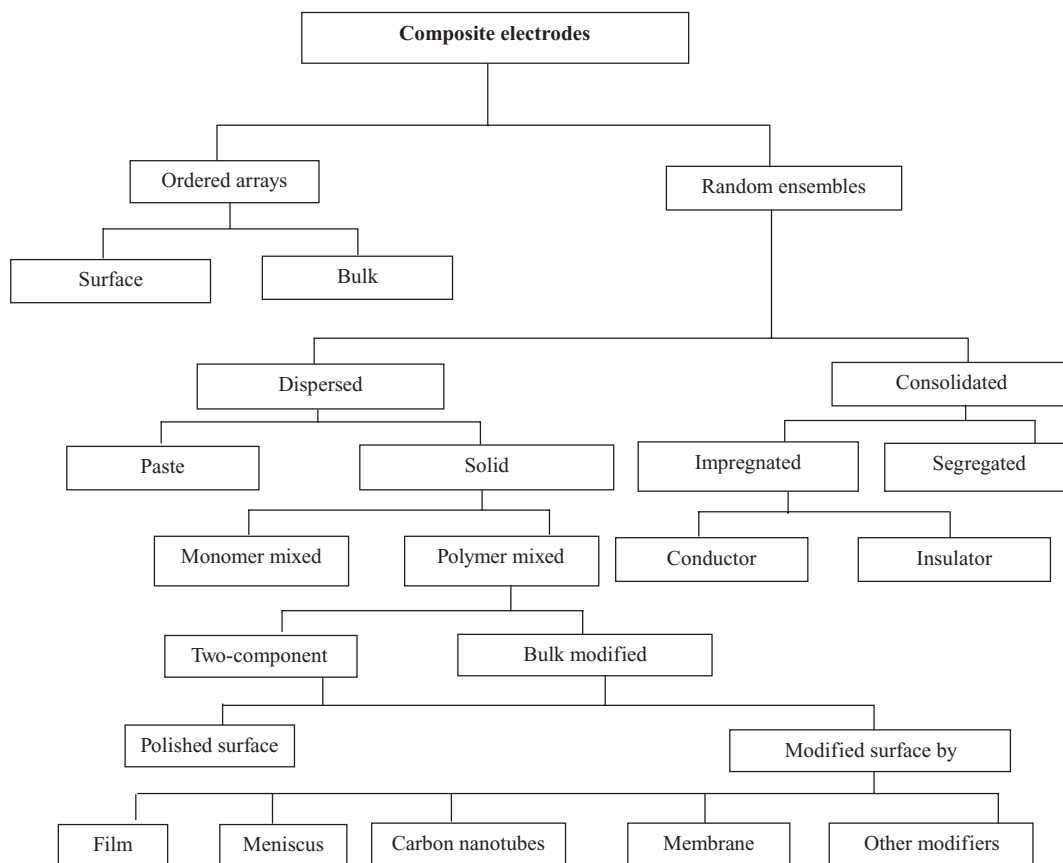 Composite electrodes
Ordered arrays
Random ensembles
Surface
Bulk
Dispersed
Consolidated
Paste
Solid
Impregnated
Segregated
Monomer mixed
Polymer mixed
Conductor
Insulator
Two-component
Bulk modified
Polished surface
Modified surface by
Film
Meniscus
Carbon nanotubes
Membrane
Other modifiers